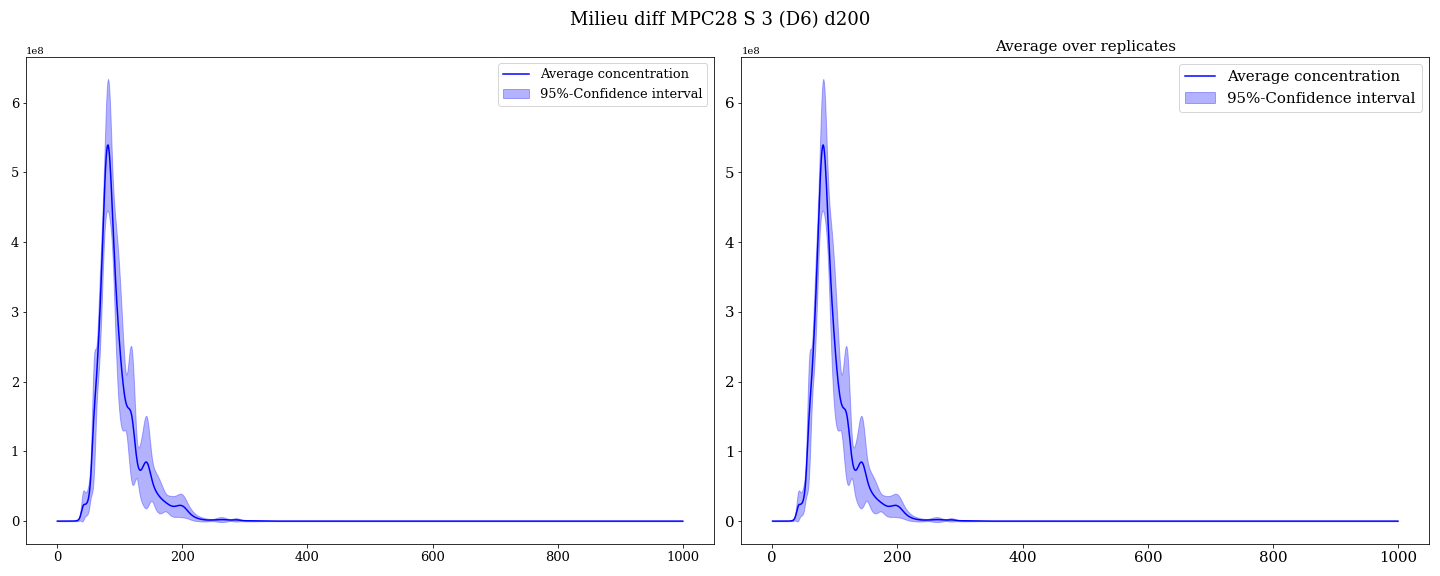 Milieu diff MPC28 S 3 (D6) d200
1e8
Average concentration
95%-Confidence interval
6
5
4
3
2
1
0
0 200 400 600 800 1000
Average over replicates
1e8
Average concentration
95%-Confidence interval
6
5
4
3
2
1
0
0 200 400 600 800 1000